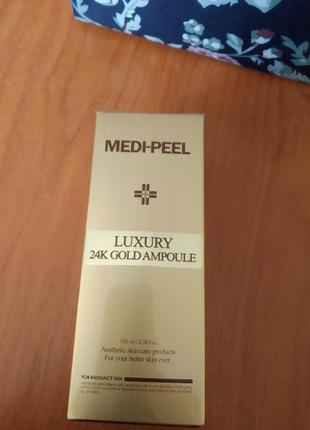 MEDI-PEEL
LUXURY
24K GOLD AMPOULE
100 ml / 3.38 fl.oz.
Aesthetic skin care products
For your better skin ever
FOR RADIANCE SKIN